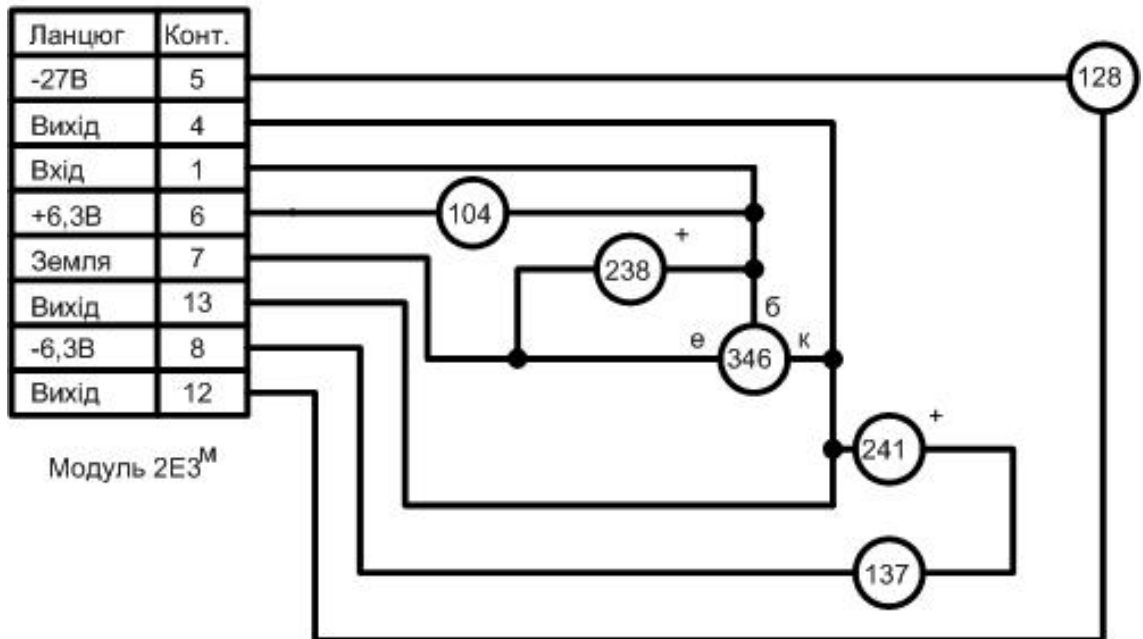 Ланцюг Конт.
-27В 5
Вихід 4
Вхід 1
+6,3В 6
Земля 7
Вихід 13
-6,3В 8
Вихід 12
Модуль 2Е3М
128
104
238 +
б
е 346 к
241 +
137